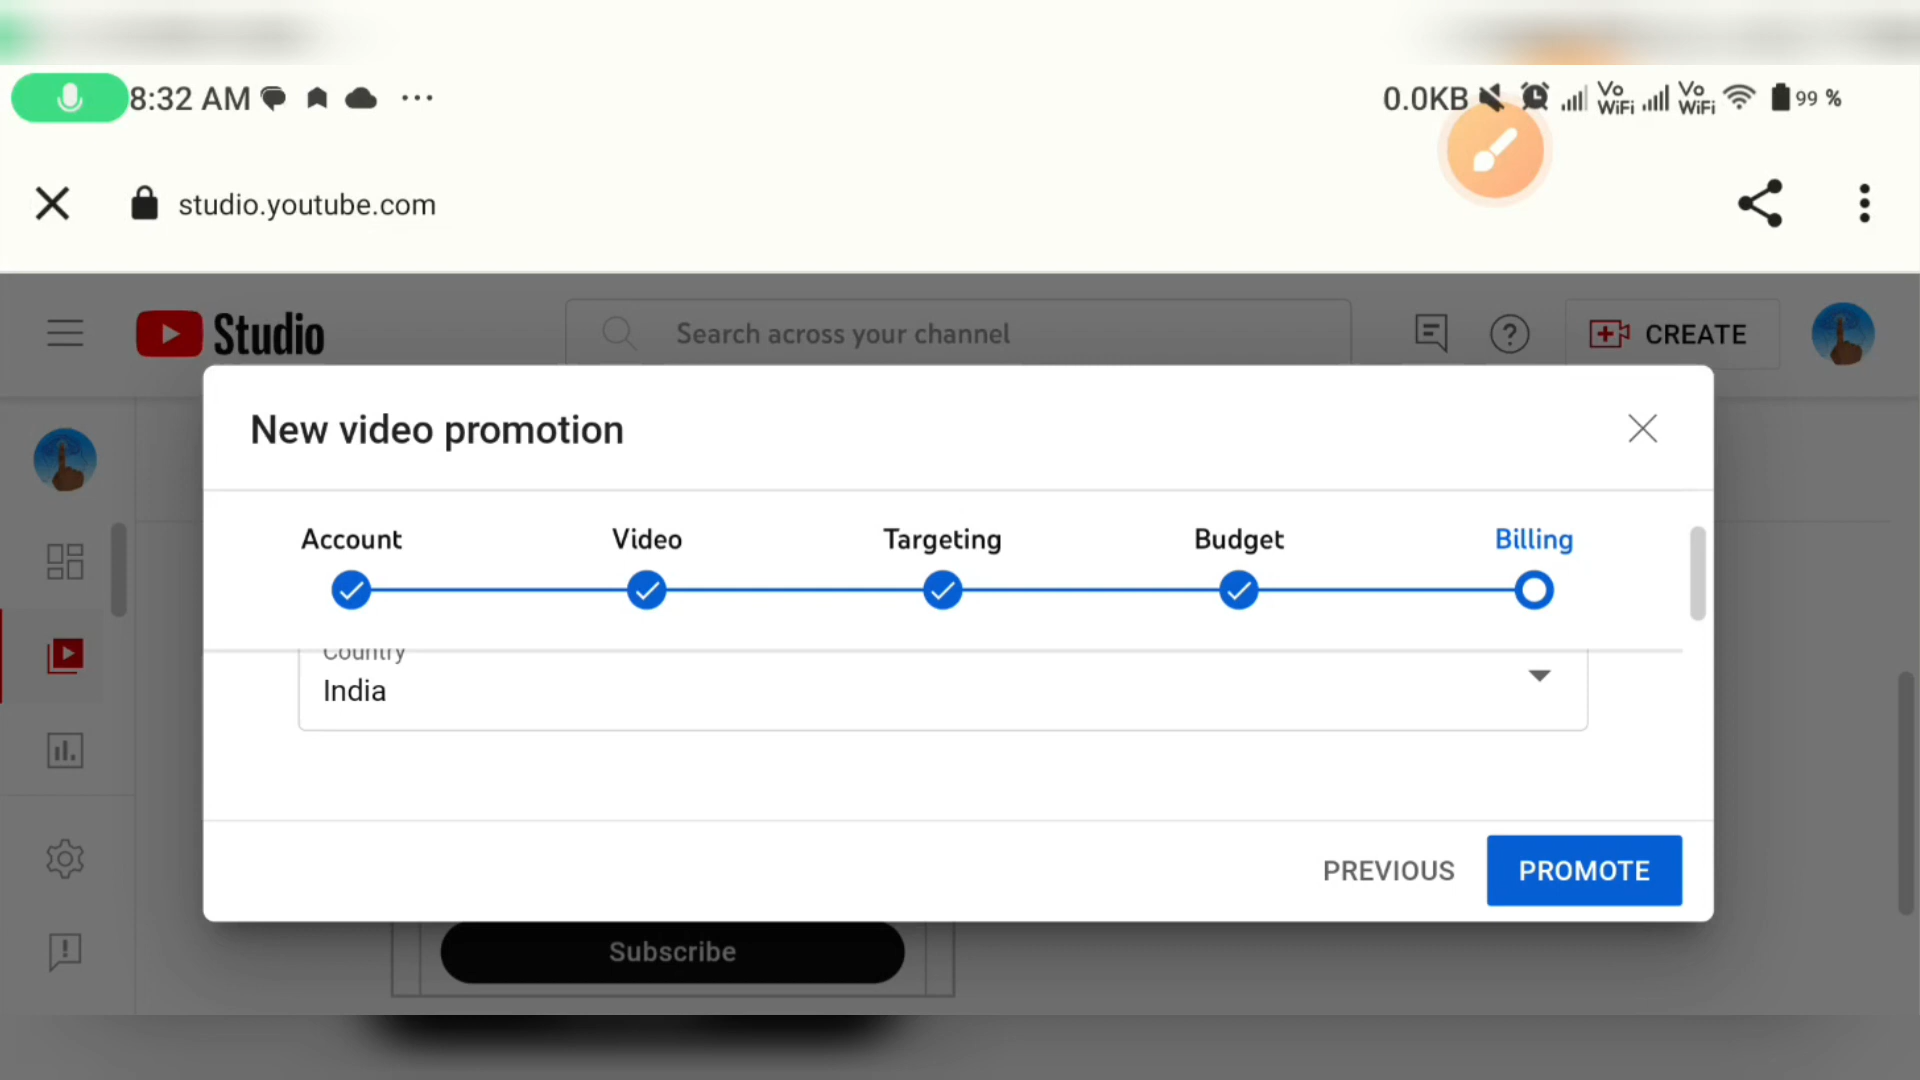 8:32 AM
0.0KB
Vo WiFi
Vo WiFi
99 %
studio.youtube.com
Studio
Search across your channel
CREATE
New video promotion
Account
Video
Targeting
Budget
Billing
Country
India
PREVIOUS
PROMOTE
Subscribe